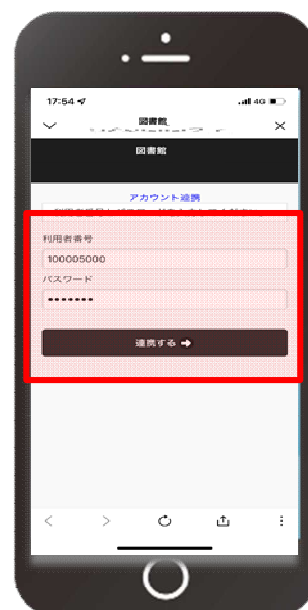 17:54
4G
図書館
図書館
アカウント連携
利用者番号
100005000
パスワード
•••••••
連携する ➔